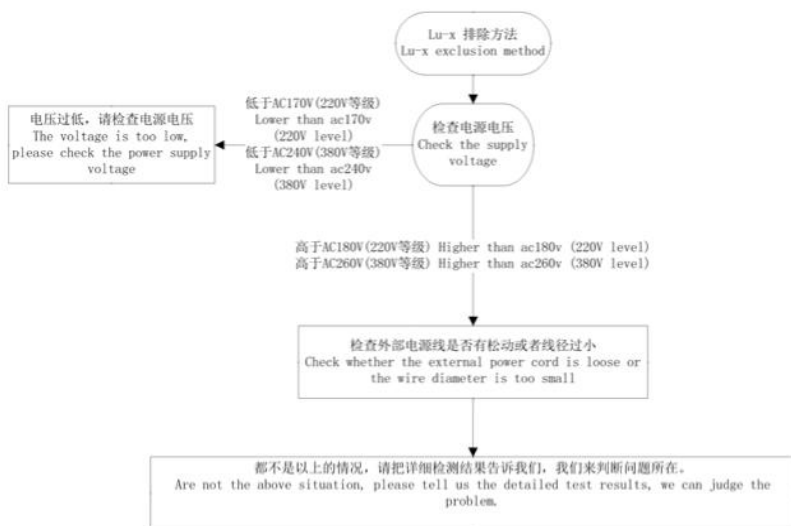 Lu-x 排除方法
Lu-x exclusion method
检查电源电压
Check the supply
voltage
低于AC170V(220V等级)
Lower than ac170v
(220V level)
低于AC240V(380V等级)
Lower than ac240v
(380V level)
电压过低，请检查电源电压
The voltage is too low,
please check the power supply
voltage
高于AC180V(220V等级) Higher than ac180v (220V level)
高于AC260V(380V等级) Higher than ac260v (380V level)
检查外部电源线是否有松动或者线径过小
Check whether the external power cord is loose or
the wire diameter is too small
都不是以上的情况，请把详细检测结果告诉我们，我们来判断问题所在。
Are not the above situation, please tell us the detailed test results, we can judge the
problem.